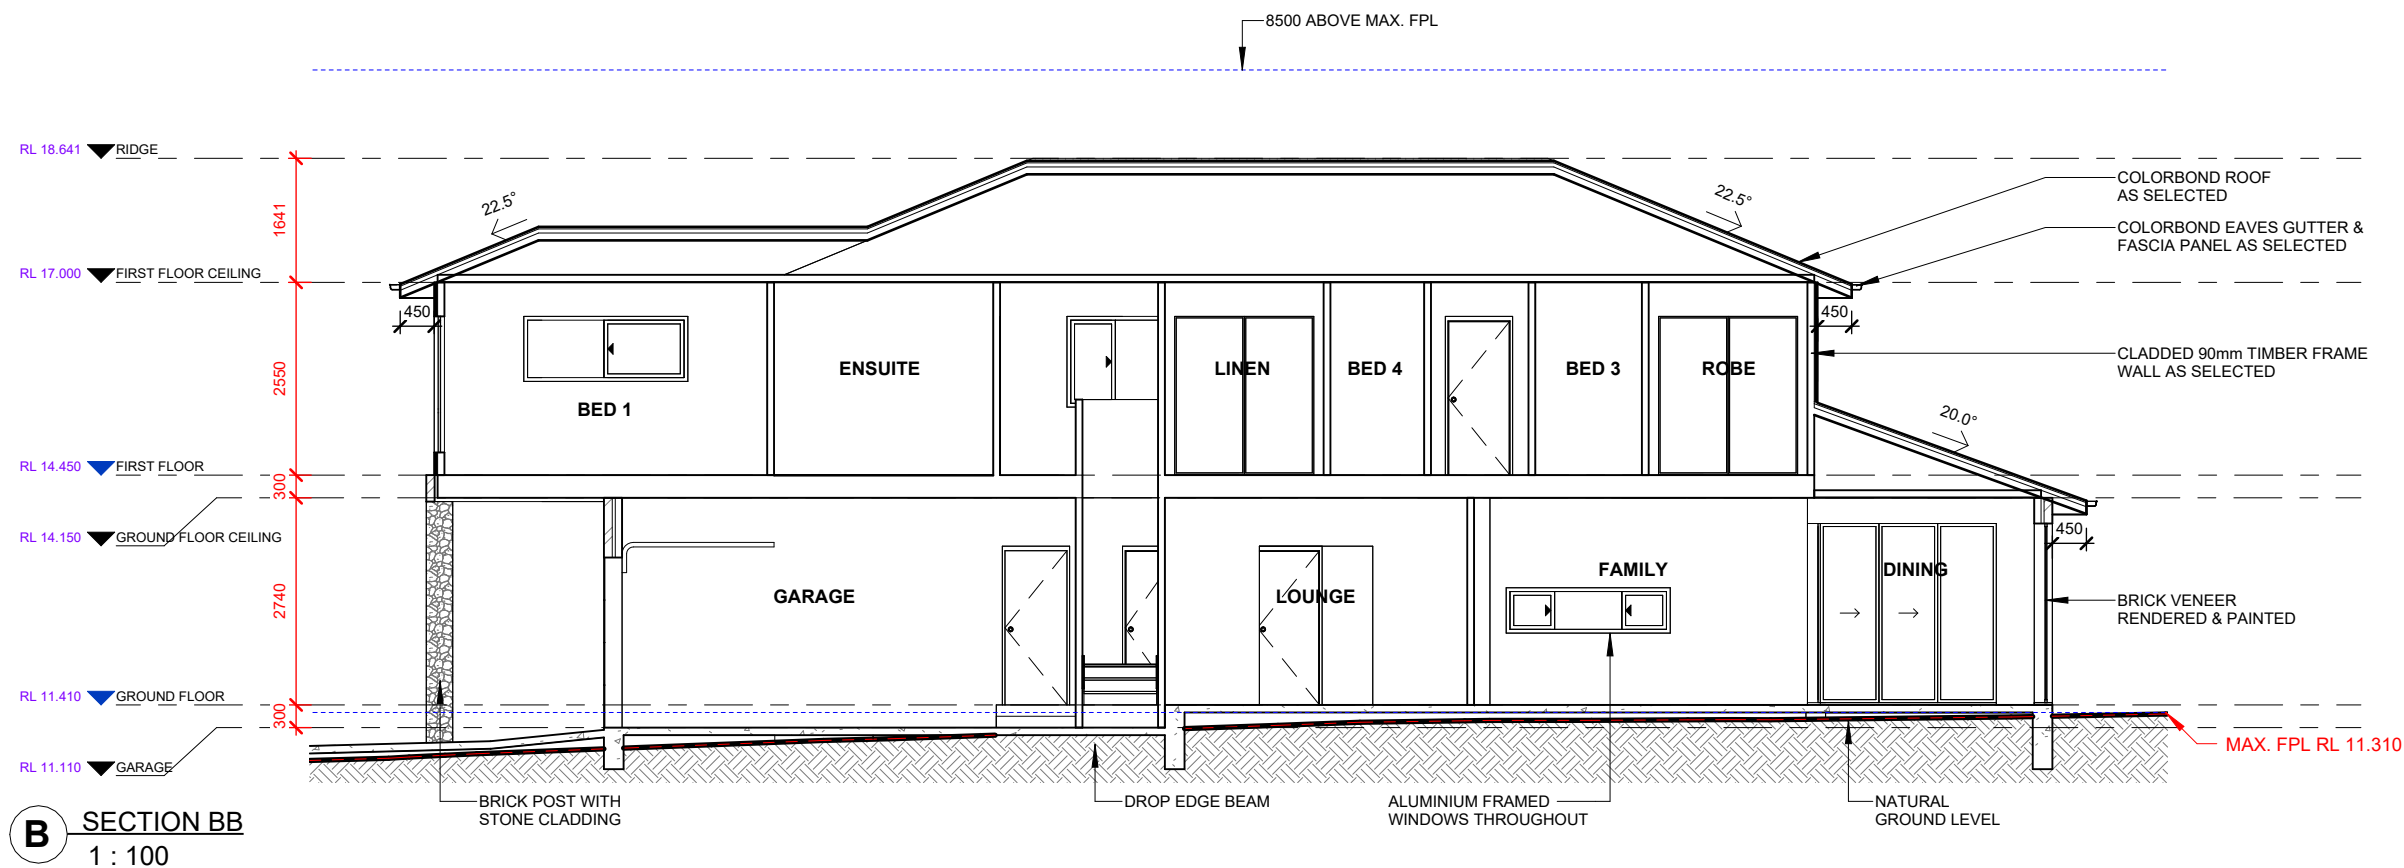 8500 ABOVE MAX. FPL
RL 18.641 RIDGE
1641
22.5°
22.5°
COLORBOND ROOF
AS SELECTED
COLORBOND EAVES GUTTER &
FASCIA PANEL AS SELECTED
RL 17.000 FIRST FLOOR CEILING
450
450
2550
CLADDED 90mm TIMBER FRAME
WALL AS SELECTED
BED 1
ENSUITE
LINEN
BED 4
BED 3
ROBE
20.0°
RL 14.450 FIRST FLOOR
300
RL 14.150 GROUND FLOOR CEILING
450
2740
GARAGE
LOUNGE
FAMILY
DINING
BRICK VENEER
RENDERED & PAINTED
RL 11.410 GROUND FLOOR
300
MAX. FPL RL 11.310
RL 11.110 GARAGE
BRICK POST WITH
STONE CLADDING
DROP EDGE BEAM
ALUMINIUM FRAMED
WINDOWS THROUGHOUT
NATURAL
GROUND LEVEL
B SECTION BB
1 : 100